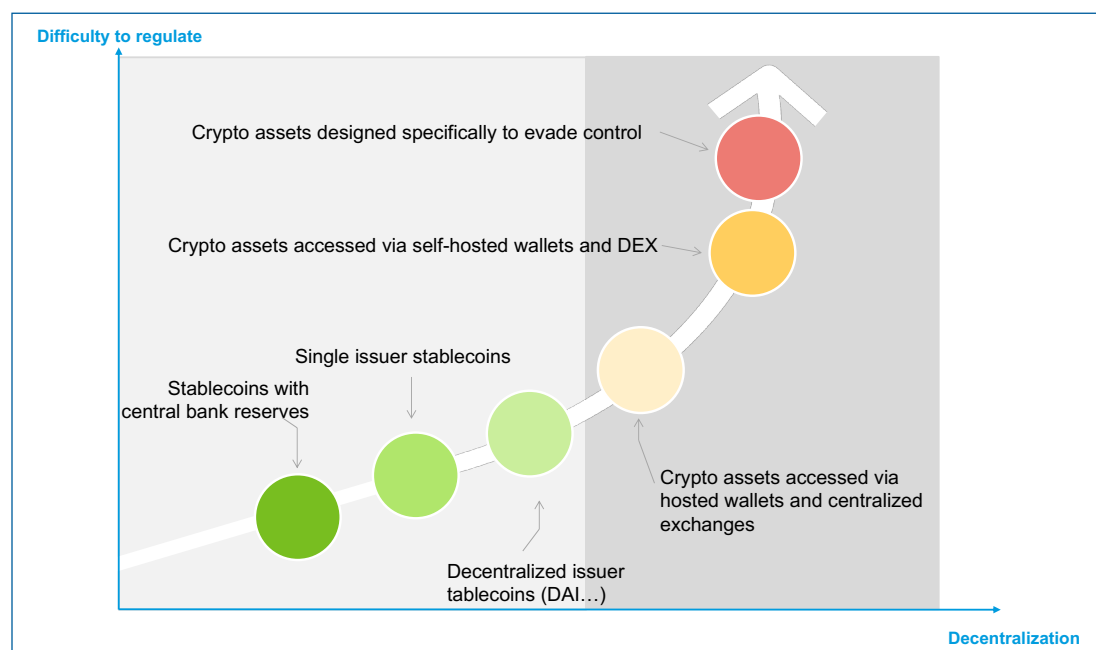 Difficulty to regulate
Crypto assets designed specifically to evade control
Crypto assets accessed via self-hosted wallets and DEX
Single issuer stablecoins
Stablecoins with
central bank reserves
Crypto assets accessed via
hosted wallets and centralized
exchanges
Decentralized issuer
tablecoins (DAI…)
Decentralization